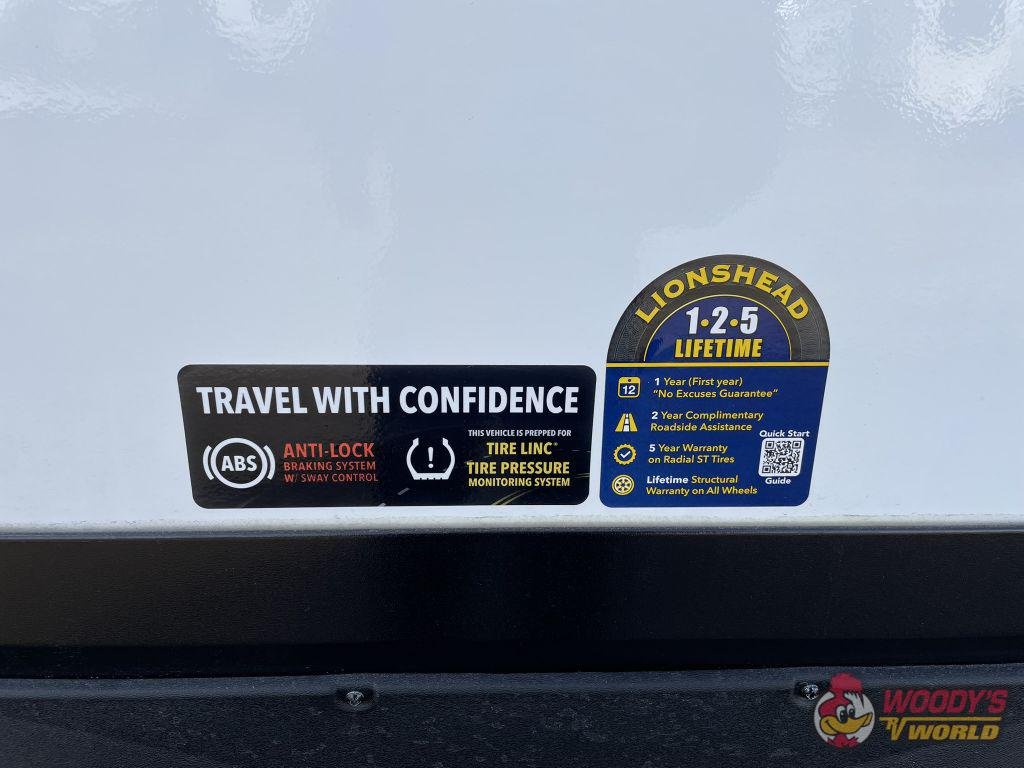 TRAVEL WITH CONFIDENCE
ABS
ANTI-LOCK
BRAKING SYSTEM
W/ SWAY CONTROL
!
THIS VEHICLE IS PREPPED FOR
TIRE LINC®
TIRE PRESSURE
MONITORING SYSTEM
LIONSHEAD
1•2•5
LIFETIME
12
1 Year (First year)
"No Excuses Guarantee"
2 Year Complimentary
Roadside Assistance
5 Year Warranty
on Radial ST Tires
Lifetime Structural
Warranty on All Wheels
Quick Start
Guide
WOODY'S
RV WORLD